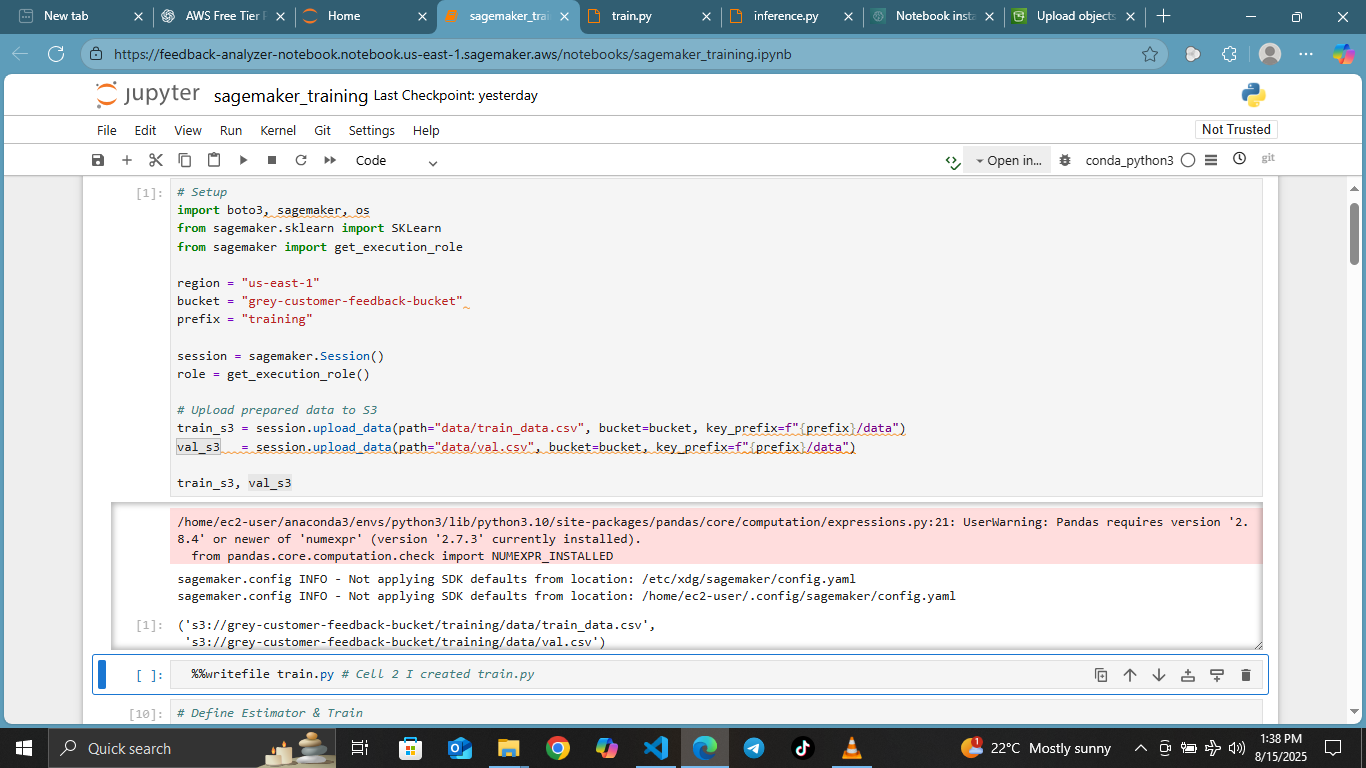 New tab
AWS Free Tier
Home
sagemaker_trai
train.py
inference.py
Notebook inst
Upload objects
https://feedback-analyzer-notebook.notebook.us-east-1.sagemaker.aws/notebooks/sagemaker_training.ipynb
jupyter sagemaker_training Last Checkpoint: yesterday
File Edit View Run Kernel Git Settings Help
Not Trusted
Code
Open in...
conda_python3
git
[1]:
# Setup
import boto3, sagemaker, os
from sagemaker.sklearn import SKLearn
from sagemaker import get_execution_role
region = "us-east-1"
bucket = "grey-customer-feedback-bucket"
prefix = "training"
session = sagemaker.Session()
role = get_execution_role()
# Upload prepared data to S3
train_s3 = session.upload_data(path="data/train_data.csv", bucket=bucket, key_prefix=f"{prefix}/data")
val_s3   = session.upload_data(path="data/val.csv", bucket=bucket, key_prefix=f"{prefix}/data")
train_s3, val_s3
/home/ec2-user/anaconda3/envs/python3/lib/python3.10/site-packages/pandas/core/computation/expressions.py:21: UserWarning: Pandas requires version '2.
8.4' or newer of 'numexpr' (version '2.7.3' currently installed).
from pandas.core.computation.check import NUMEXPR_INSTALLED
sagemaker.config INFO - Not applying SDK defaults from location: /etc/xdg/sagemaker/config.yaml
sagemaker.config INFO - Not applying SDK defaults from location: /home/ec2-user/.config/sagemaker/config.yaml
[1]: ('s3://grey-customer-feedback-bucket/training/data/train_data.csv',
's3://grey-customer-feedback-bucket/training/data/val.csv')
[ ]: %%writefile train.py # Cell 2 I created train.py
[10]: # Define Estimator & Train
Quick search
1
22°C Mostly sunny
1:38 PM
8/15/2025